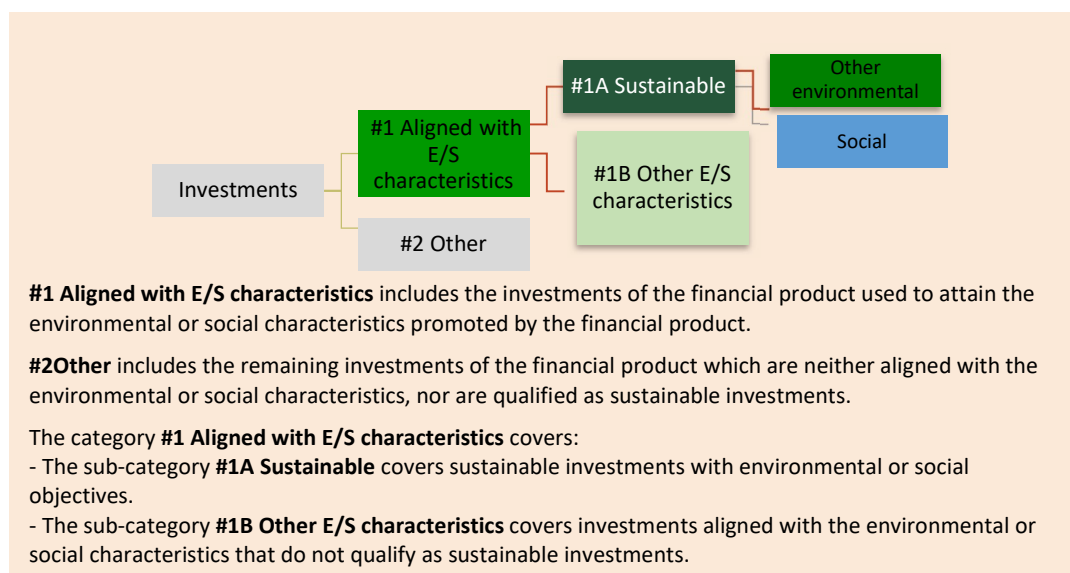 Other
environmental
#1A Sustainable
#1 Aligned with
E/S
characteristics
Social
#1B Other E/S
characteristics
Investments
#2 Other
#1 Aligned with E/S characteristics includes the investments of the financial product used to attain the
environmental or social characteristics promoted by the financial product.
#2Other includes the remaining investments of the financial product which are neither aligned with the
environmental or social characteristics, nor are qualified as sustainable investments.
The category #1 Aligned with E/S characteristics covers:
- The sub-category #1A Sustainable covers sustainable investments with environmental or social
objectives.
- The sub-category #1B Other E/S characteristics covers investments aligned with the environmental or
social characteristics that do not qualify as sustainable investments.